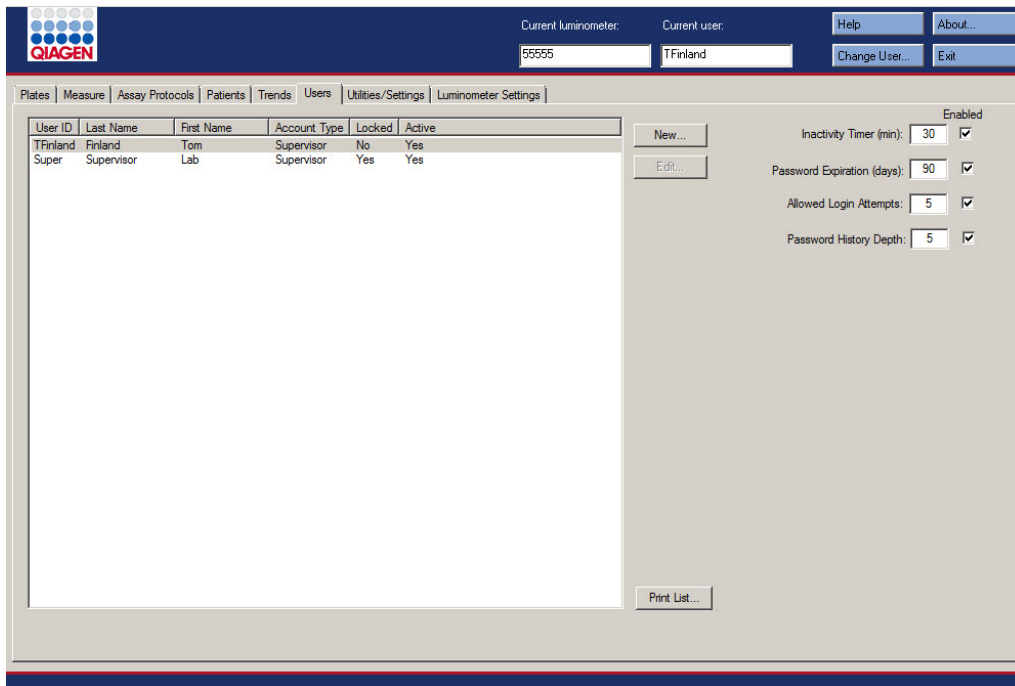 QIAGEN
Current luminometer: Current user: Help About...
55555 TFinland Change User... Exit
Plates Measure Assay Protocols Patients Trends Users Utilities/Settings Luminometer Settings
Enabled
User ID Last Name First Name Account Type Locked Active
TFinland Finland Tom Supervisor No Yes
Super Supervisor Lab Supervisor Yes Yes
New...
Edit...
Inactivity Timer (min): 30
Password Expiration (days): 90
Allowed Login Attempts: 5
Password History Depth: 5
Print List...